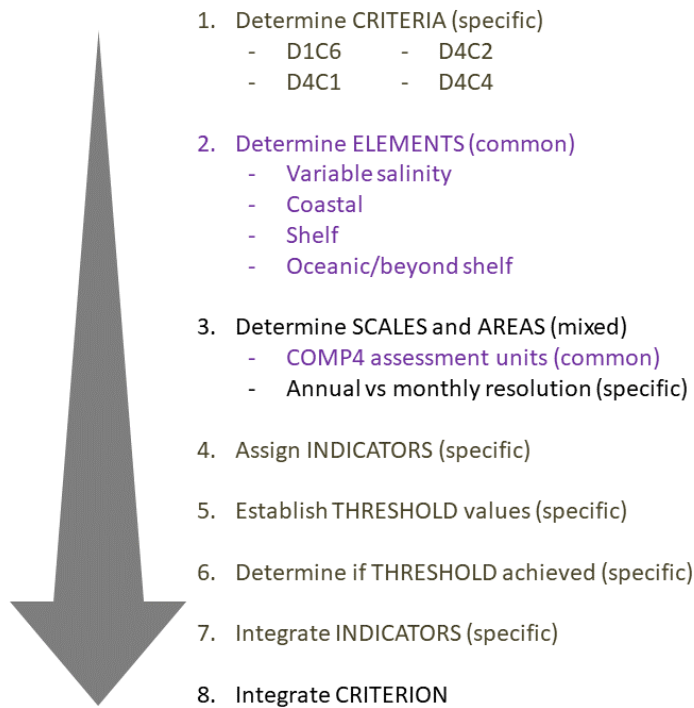 1. Determine CRITERIA (specific)
- D1C6 - D4C2
- D4C1 - D4C4
2. Determine ELEMENTS (common)
- Variable salinity
- Coastal
- Shelf
- Oceanic/beyond shelf
3. Determine SCALES and AREAS (mixed)
- COMP4 assessment units (common)
- Annual vs monthly resolution (specific)
4. Assign INDICATORS (specific)
5. Establish THRESHOLD values (specific)
6. Determine if THRESHOLD achieved (specific)
7. Integrate INDICATORS (specific)
8. Integrate CRITERION